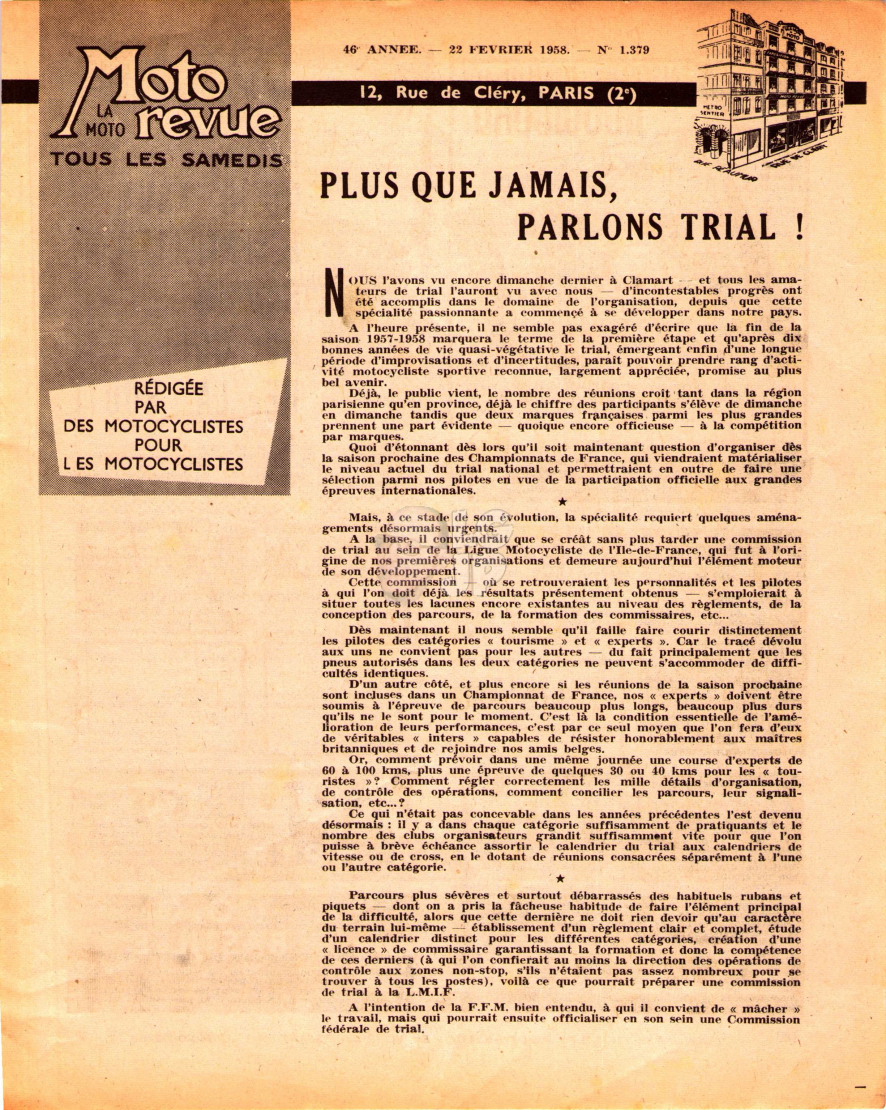 46e ANNEE. — 22 FEVRIER 1958. — N° 1.379
12, Rue de Cléry, PARIS (2e)
Moto
LA
MOTO
revue
TOUS LES SAMEDIS
METRO
SENTIER
RUE REAUMUR
RUE DE CLERY
RÉDIGÉE
PAR
DES MOTOCYCLISTES
POUR
LES MOTOCYCLISTES
PLUS QUE JAMAIS,
PARLONS TRIAL !
NOUS l'avons vu encore dimanche dernier à Clamart — et tous les ama-
teurs de trial l'auront vu avec nous — d'incontestables progrès ont
été accomplis dans le domaine de l'organisation, depuis que cette
spécialité passionnante a commencé à se développer dans notre pays.
A l'heure présente, il ne semble pas exagéré d'écrire que la fin de la
saison 1957-1958 marquera le terme de la première étape et qu'après dix
bonnes années de vie quasi-végétative le trial, émergeant enfin d'une longue
période d'improvisations et d'incertitudes, paraît pouvoir prendre rang d'acti-
vité motocycliste sportive reconnue, largement appréciée, promise au plus
bel avenir.
Déjà, le public vient, le nombre des réunions croit tant dans la région
parisienne qu'en province, déjà le chiffre des participants s'élève de dimanche
en dimanche tandis que deux marques françaises parmi les plus grandes
prennent une part évidente — quoique encore officieuse — à la compétition
par marques.
Quoi d'étonnant dès lors qu'il soit maintenant question d'organiser dès
la saison prochaine des Championnats de France, qui viendraient matérialiser
le niveau actuel du trial national et permettraient en outre de faire une
sélection parmi nos pilotes en vue de la participation officielle aux grandes
épreuves internationales.
★
Mais, à ce stade de son évolution, la spécialité requiert quelques aména-
gements désormais urgents.
A la base, il conviendrait que se créât sans plus tarder une commission
de trial au sein de la Ligue Motocycliste de l'Ile-de-France, qui fut à l'ori-
gine de nos premières organisations et demeure aujourd'hui l'élément moteur
de son développement.
Cette commission — où se retrouveraient les personnalités et les pilotes
à qui l'on doit déjà les résultats présentement obtenus — s'emploierait à
situer toutes les lacunes encore existantes au niveau des règlements, de la
conception des parcours, de la formation des commissaires, etc...
Dès maintenant il nous semble qu'il faille faire courir distinctement
les pilotes des catégories « tourisme » et « experts ». Car le tracé dévolu
aux uns ne convient pas pour les autres — du fait principalement que les
pneus autorisés dans les deux catégories ne peuvent s'accommoder de diffi-
cultés identiques.
D'un autre côté, et plus encore si les réunions de la saison prochaine
sont incluses dans un Championnat de France, nos « experts » doivent être
soumis à l'épreuve de parcours beaucoup plus longs, beaucoup plus durs
qu'ils ne le sont pour le moment. C'est là la condition essentielle de l'amé-
lioration de leurs performances, c'est par ce seul moyen que l'on fera d'eux
de véritables « inters » capables de résister honorablement aux maîtres
britanniques et de rejoindre nos amis belges.
Or, comment prévoir dans une même journée une course d'experts de
60 à 100 kms, plus une épreuve de quelques 30 ou 40 kms pour les « tou-
ristes »? Comment régler correctement les mille détails d'organisation,
de contrôle des opérations, comment concilier les parcours, leur signali-
sation, etc...?
Ce qui n'était pas concevable dans les années précédentes l'est devenu
désormais : il y a dans chaque catégorie suffisamment de pratiquants et le
nombre des clubs organisateurs grandit suffisamment vite pour que l'on
puisse à brève échéance assortir le calendrier du trial aux calendriers de
vitesse ou de cross, en le dotant de réunions consacrées séparément à l'une
ou l'autre catégorie.
★
Parcours plus sévères et surtout débarrassés des habituels rubans et
piquets — dont on a pris la fâcheuse habitude de faire l'élément principal
de la difficulté, alors que cette dernière ne doit rien devoir qu'au caractère
du terrain lui-même — établissement d'un règlement clair et complet, étude
d'un calendrier distinct pour les différentes catégories, création d'une
« licence » de commissaire garantissant la formation et donc la compétence
de ces derniers (à qui l'on confierait au moins la direction des opérations de
contrôle aux zones non-stop, s'ils n'étaient pas assez nombreux pour se
trouver à tous les postes), voilà ce que pourrait préparer une commission
de trial à la L.M.I.F.
A l'intention de la F.F.M. bien entendu, à qui il convient de « mâcher »
le travail, mais qui pourrait ensuite officialiser en son sein une Commission
fédérale de trial.